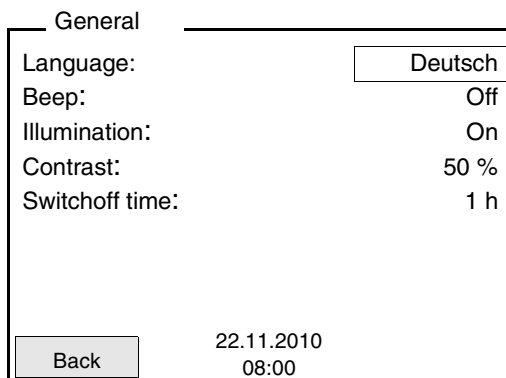 General
Language: Deutsch
Beep: Off
Illumination: On
Contrast: 50 %
Switchoff time: 1 h
22.11.2010
Back 08:00